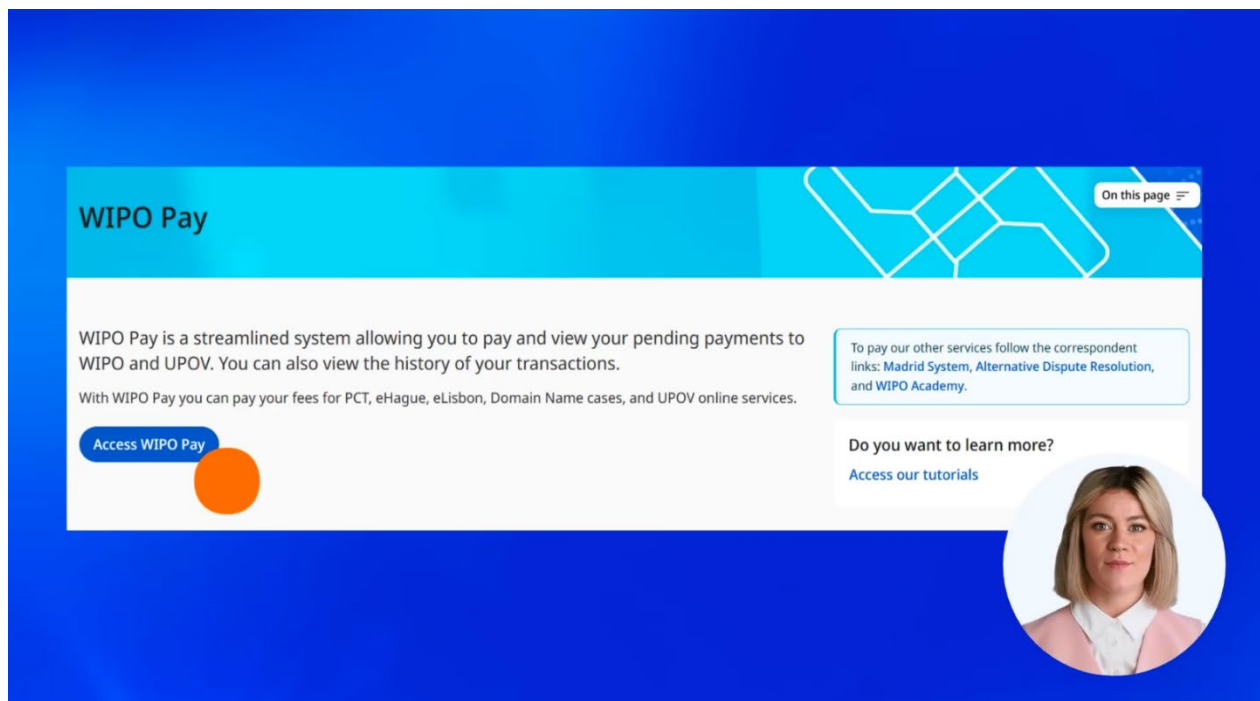 On this page
WIPO Pay
WIPO Pay is a streamlined system allowing you to pay and view your pending payments to
WIPO and UPOV. You can also view the history of your transactions.
With WIPO Pay you can pay your fees for PCT, eHague, eLisbon, Domain Name cases, and UPOV online services.
Access WIPO Pay
To pay our other services follow the correspondent
links: Madrid System, Alternative Dispute Resolution,
and WIPO Academy.
Do you want to learn more?
Access our tutorials